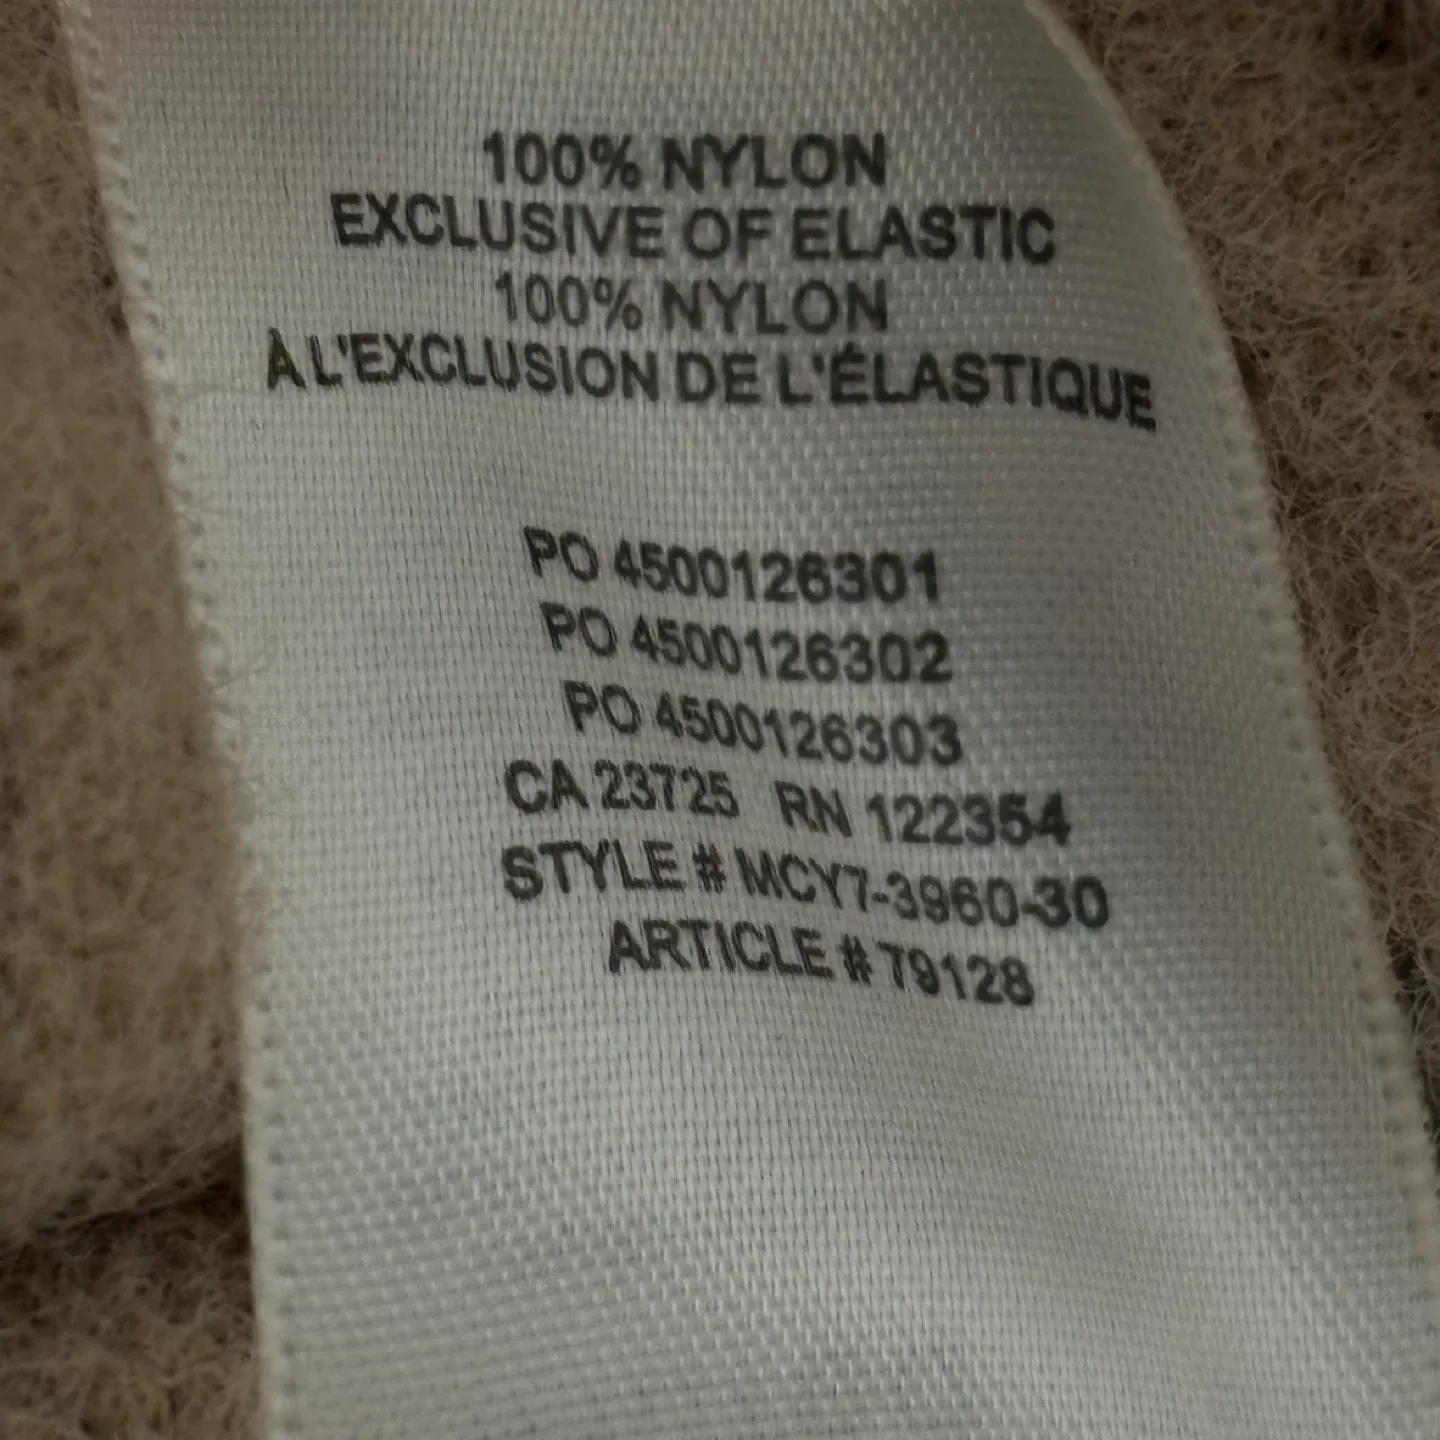 100% NYLON
EXCLUSIVE OF ELASTIC
100% NYLON
À L'EXCLUSION DE L'ÉLASTIQUE
PO 4500126301
PO 4500126302
PO 4500126303
CA 23725 RN 122354
STYLE # MCY7-3960-30
ARTICLE # 79128